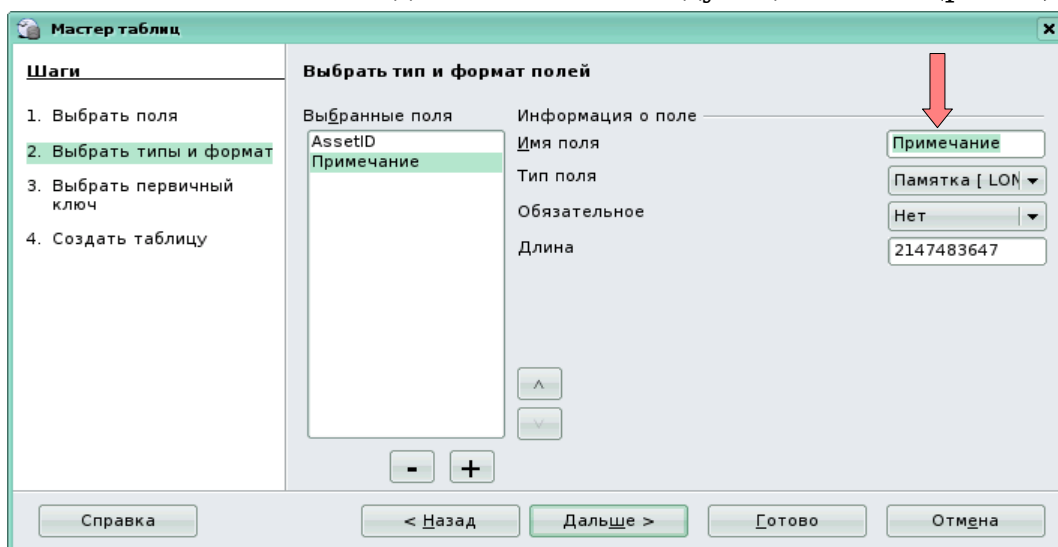 Мастер таблиц
Шаги
1. Выбрать поля
2. Выбрать типы и формат
3. Выбрать первичный
ключ
4. Создать таблицу
Выбрать тип и формат полей
Выбранные поля
AssetID
Примечание
Информация о поле
Имя поля
Примечание
Тип поля
Памятка [ LON
Обязательное
Нет
Длина
2147483647
- +
Справка
< Назад
Дальше >
Готово
Отмена